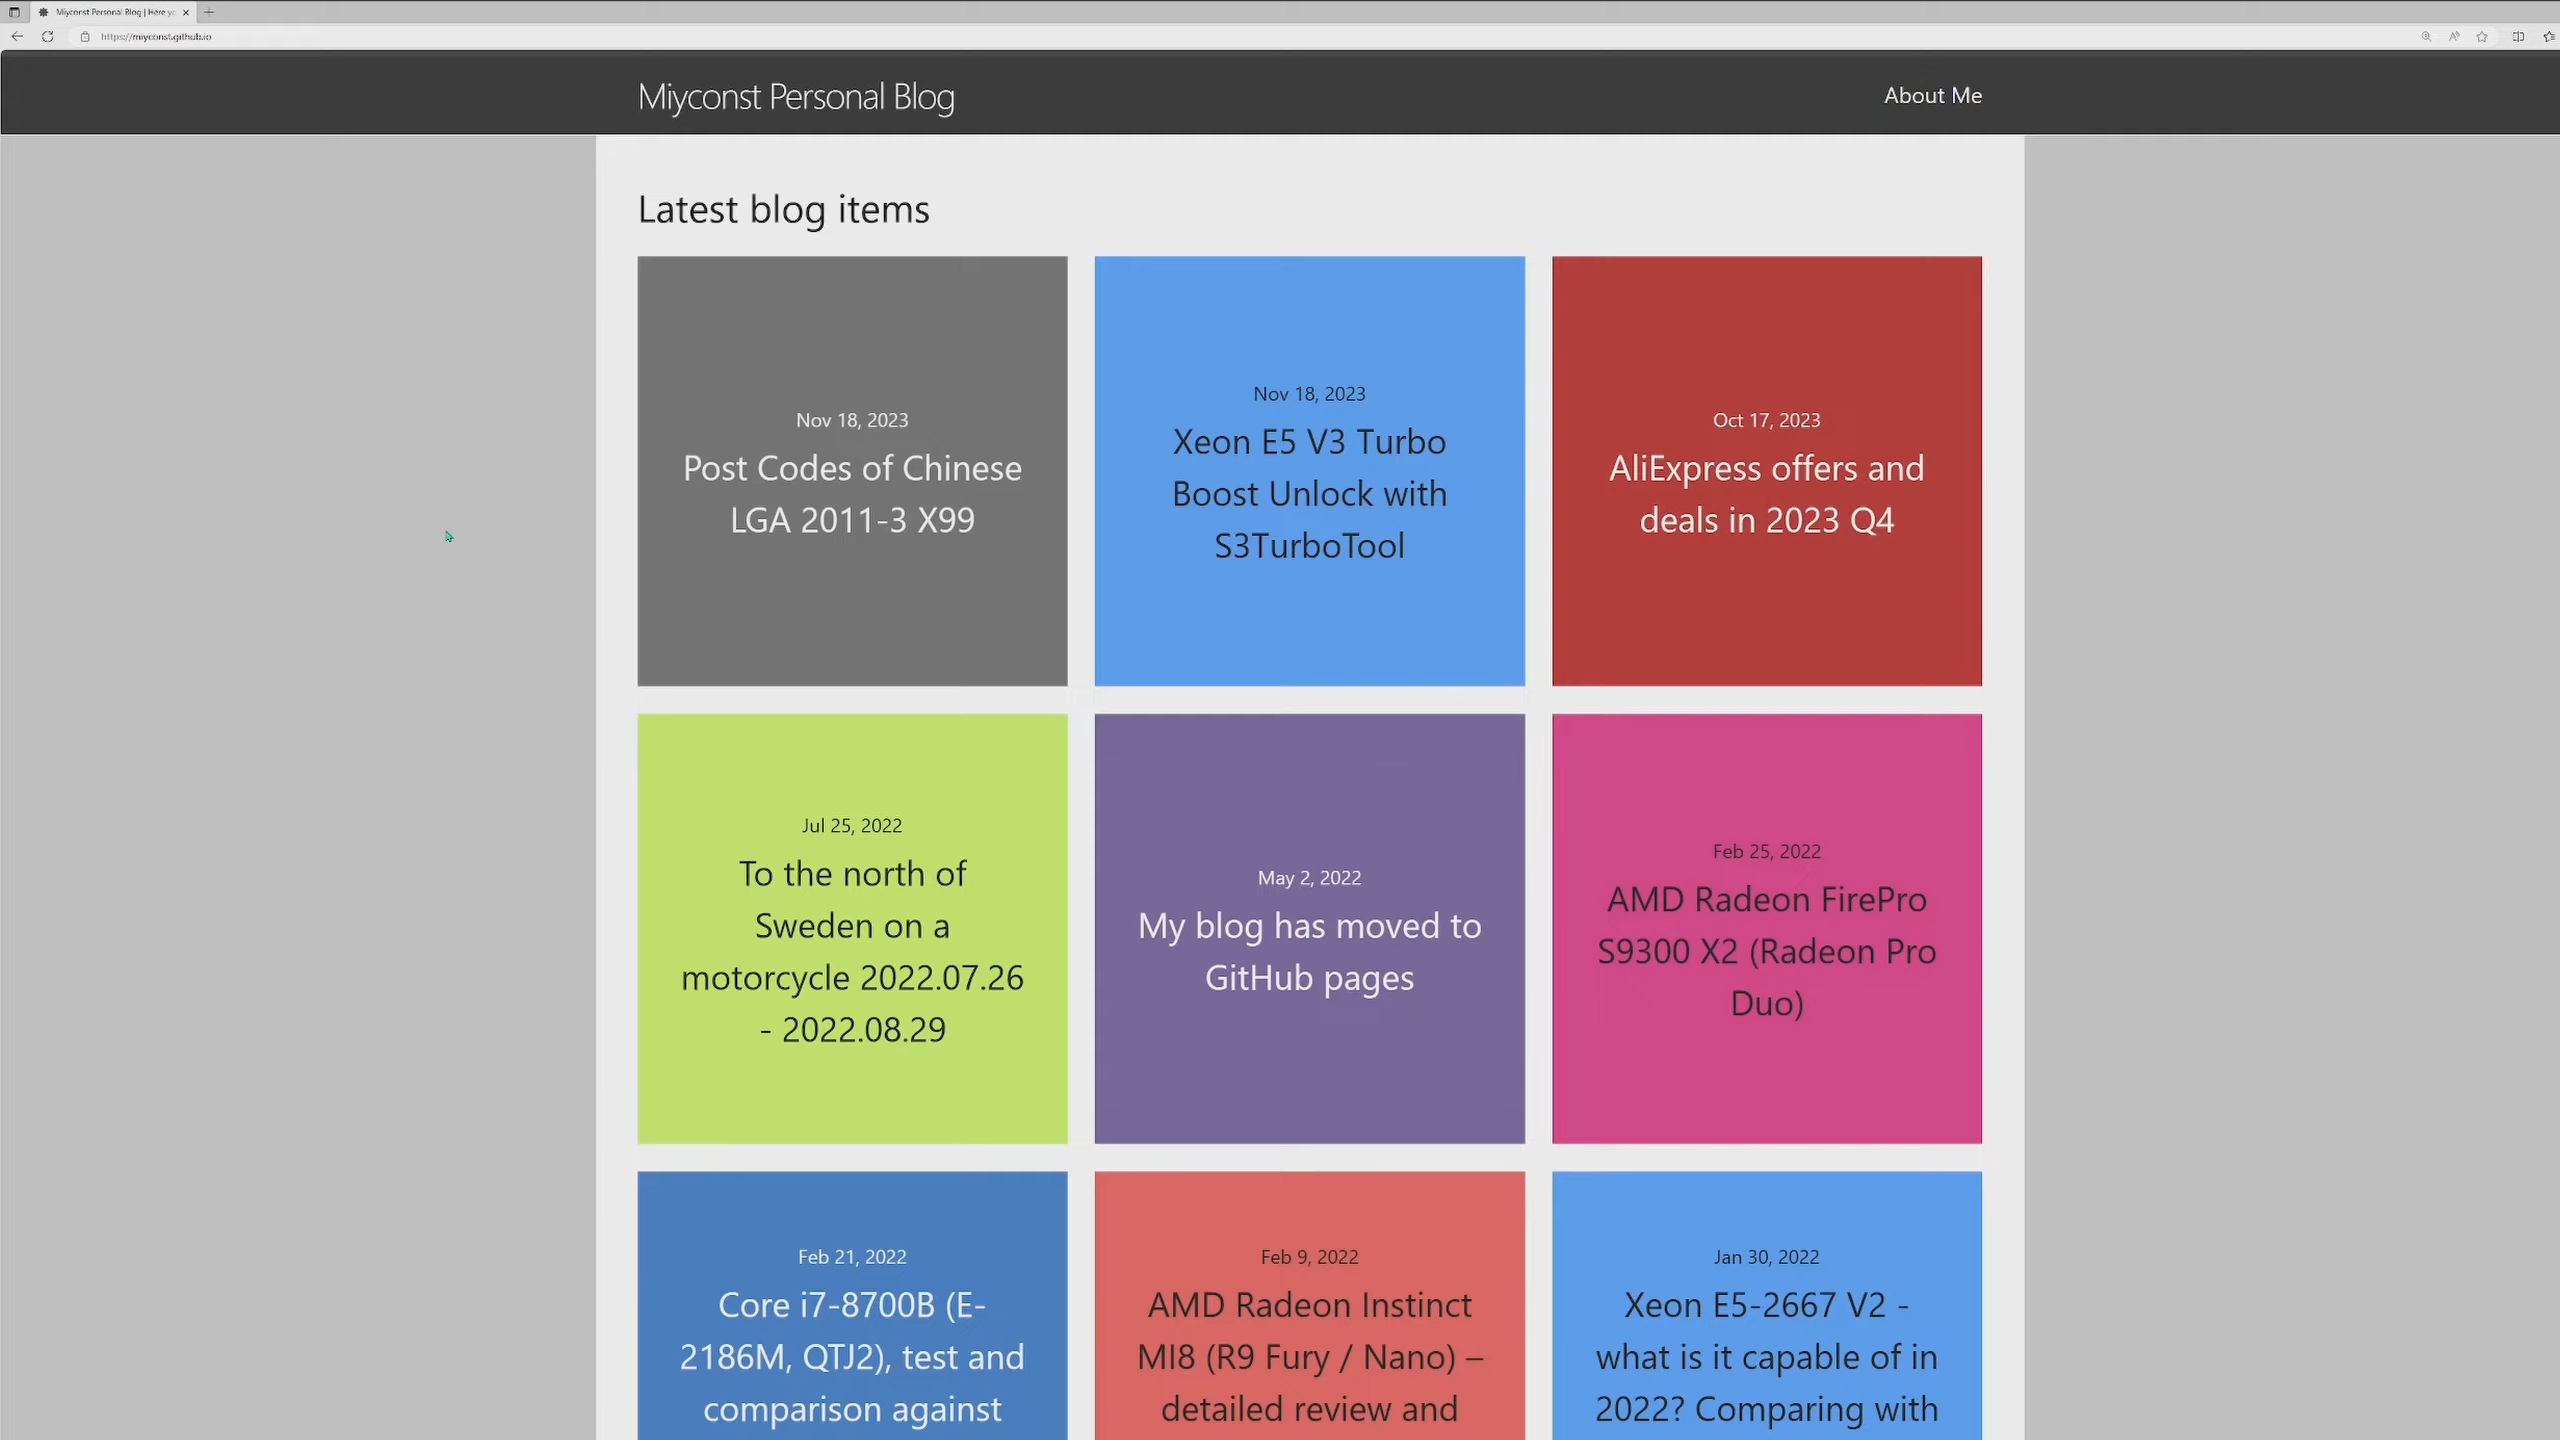 Miyconst Personal Blog | Here yo
https://miyconst.github.io
Miyconst Personal Blog
About Me
Latest blog items
Nov 18, 2023
Post Codes of Chinese
LGA 2011-3 X99
Nov 18, 2023
Xeon E5 V3 Turbo
Boost Unlock with
S3TurboTool
Oct 17, 2023
AliExpress offers and
deals in 2023 Q4
Jul 25, 2022
To the north of
Sweden on a
motorcycle 2022.07.26
- 2022.08.29
May 2, 2022
My blog has moved to
GitHub pages
Feb 25, 2022
AMD Radeon FirePro
S9300 X2 (Radeon Pro
Duo)
Feb 21, 2022
Core i7-8700B (E-
2186M, QTJ2), test and
comparison against
Feb 9, 2022
AMD Radeon Instinct
MI8 (R9 Fury / Nano) –
detailed review and
Jan 30, 2022
Xeon E5-2667 V2 -
what is it capable of in
2022? Comparing with